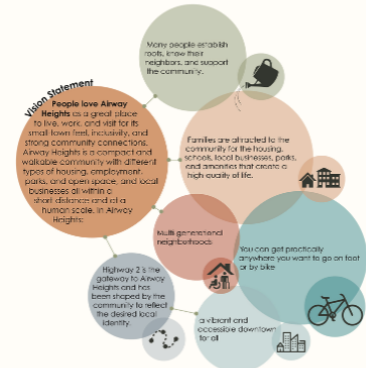 Vision Statement
People love Airway
Heights as a great place
to live, work, and visit for its
small town feel, inclusivity, and
strong community connections.
Airway Heights is a compact and
walkable community with different
types of housing, employment,
parks, and open space, and local
businesses all within a
short distance and at a
human scale. In Airway
Heights:
Many people establish
roots, know their
neighbors, and support
the community.
Families are attracted to the
community for the housing,
schools, local businesses, parks,
and amenities that create a
high quality of life.
Multi-generational
neighborhoods
You can get practically
anywhere you want to go on foot
or by bike
Highway 2 is the
gateway to Airway
Heights and has
been shaped by the
community to reflect
the desired local
identity.
a vibrant and
accessible downtown
for all